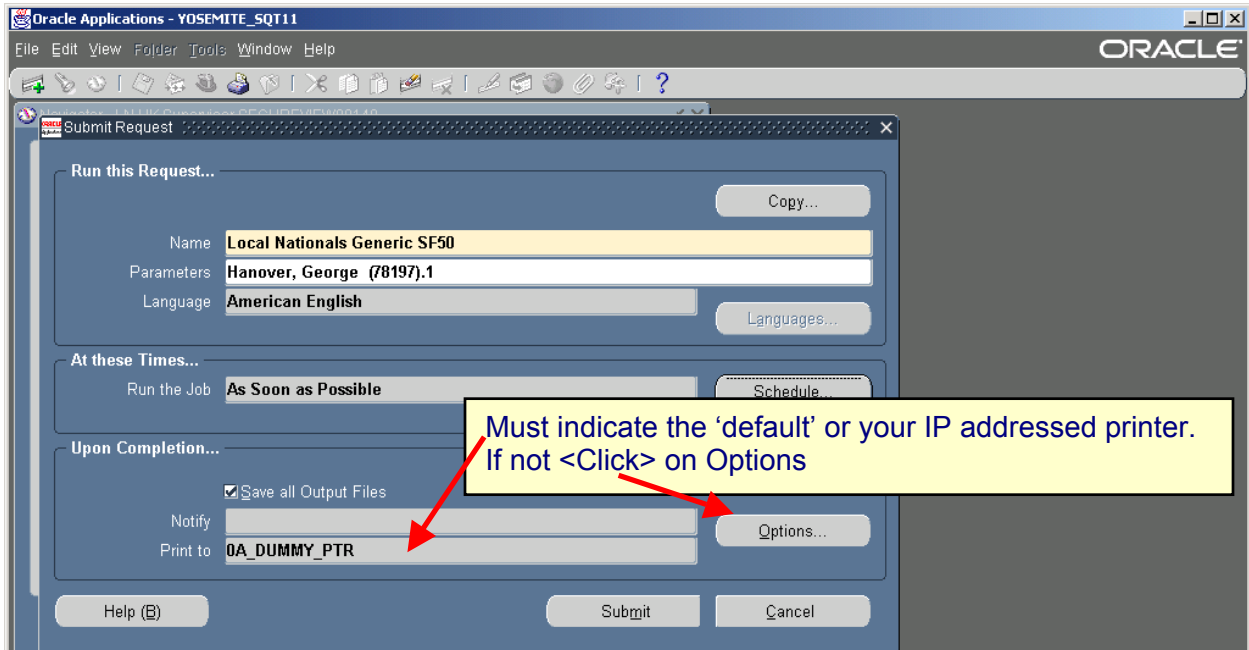 Oracle Applications - YOSEMITE_SQT11
File Edit View Folder Tools Window Help
ORACLE
?
Submit Request
Run this Request...
Copy...
Name Local Nationals Generic SF50
Parameters Hanover, George (78197).1
Language American English
Languages...
At these Times...
Run the Job As Soon as Possible
Schedule...
Must indicate the ‘default’ or your IP addressed printer.
If not <Click> on Options
Upon Completion...
Save all Output Files
Notify
Options...
Print to 0A_DUMMY_PTR
Help (B)
Submit
Cancel